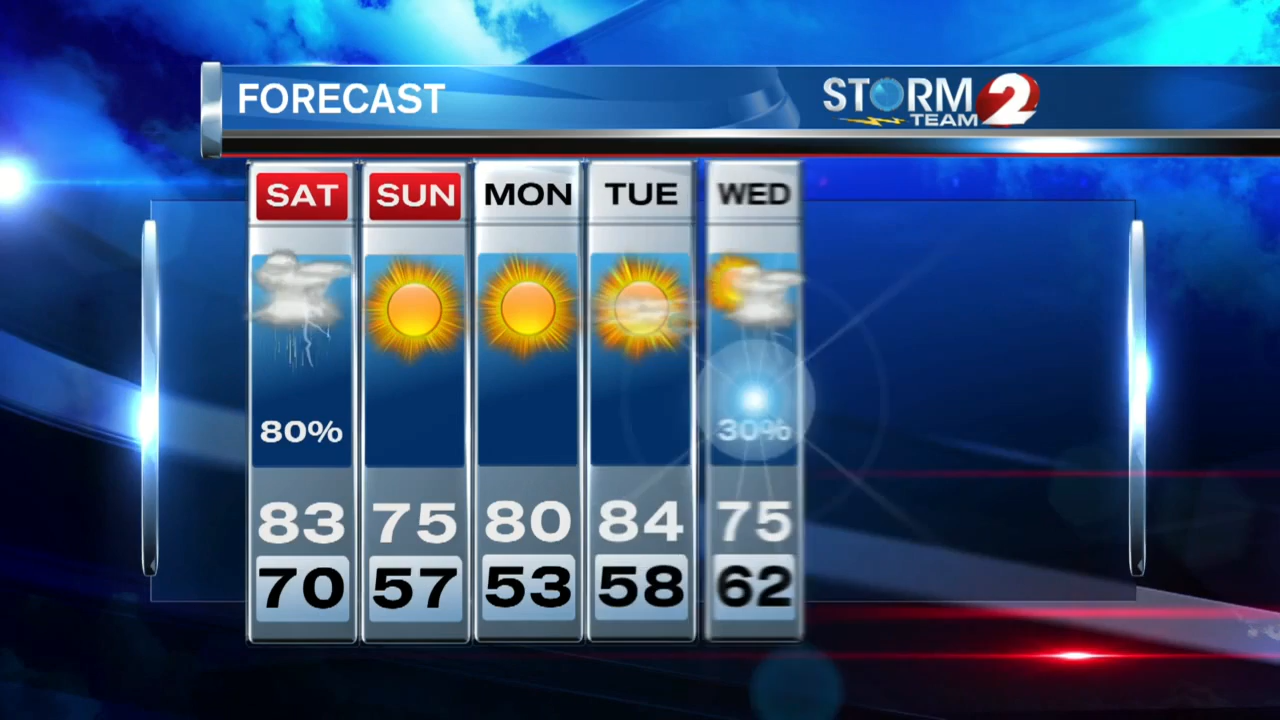 FORECAST
STORM
TEAM 2
SAT SUN MON TUE WED
80% 30%
83 75 80 84 75
70 57 53 58 62